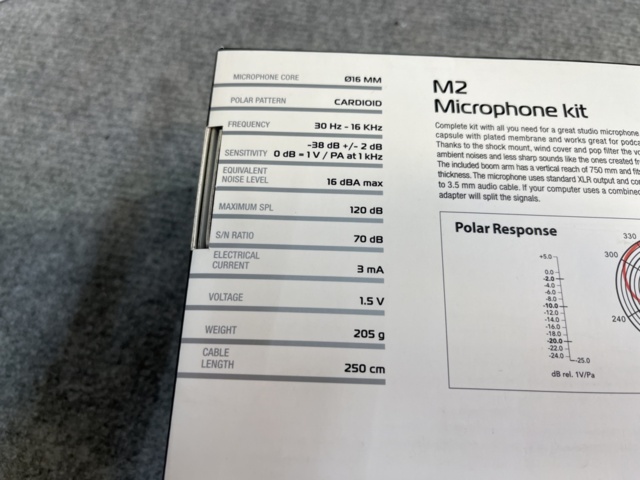 MICROPHONE CORE Ø16 MM
POLAR PATTERN CARDIOID
FREQUENCY 30 Hz - 16 KHz
-38 dB +/- 2 dB
SENSITIVITY 0 dB = 1 V / PA at 1 kHz
EQUIVALENT
NOISE LEVEL 16 dBA max
MAXIMUM SPL 120 dB
S/N RATIO 70 dB
ELECTRICAL
CURRENT 3 mA
VOLTAGE 1.5 V
WEIGHT 205 g
CABLE
LENGTH 250 cm
M2
Microphone kit
Complete kit with all you need for a great studio microphone
capsule with plated membrane and works great for podca
Thanks to the shock mount, wind cover and pop filter the vo
ambient noises and less sharp sounds like the ones created fr
The included boom arm has a vertical reach of 750 mm and fits
thickness. The microphone uses standard XLR output and co
to 3.5 mm audio cable. If your computer uses a combined
adapter will split the signals.
Polar Response
330
300
240
+5.0
0.0
-2.0
-4.0
-6.0
-8.0
-10.0
-12.0
-14.0
-16.0
-18.0
-20.0
-22.0
-24.0
-25.0
dB rel. 1V/Pa